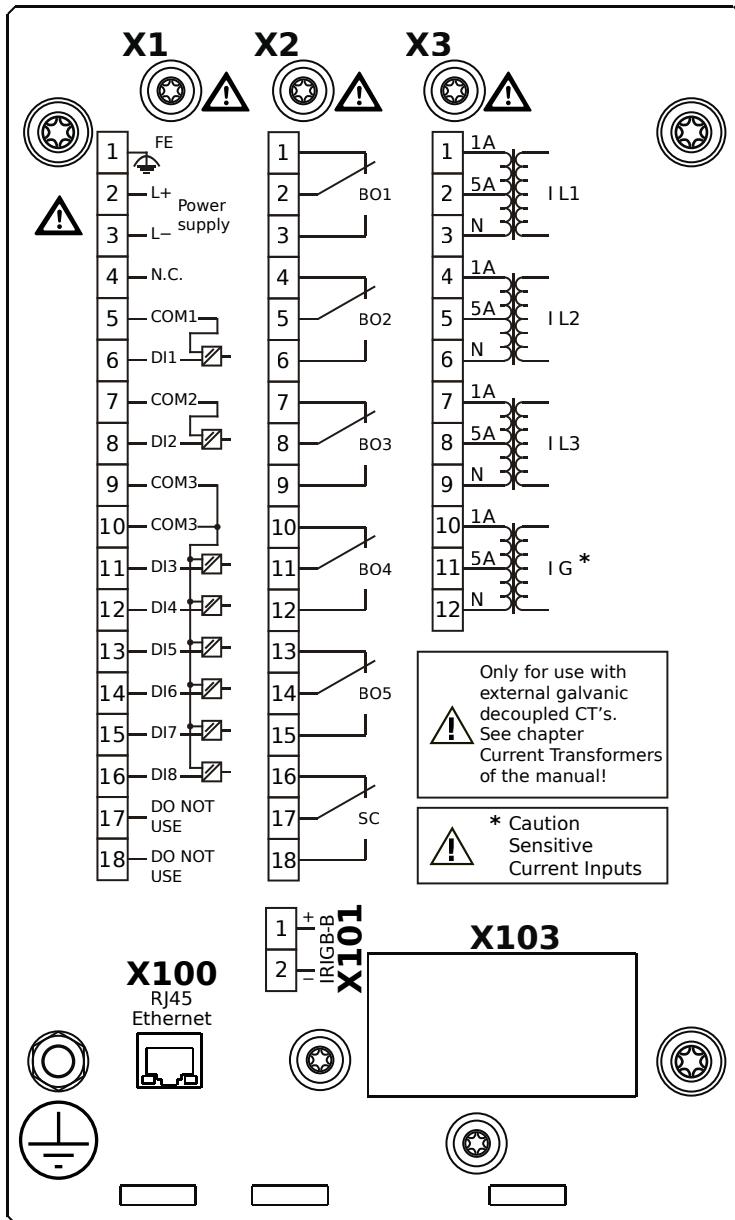 X1 X2 X3
1 FE
2 L+
Power
supply
3 L−
4 N.C.
5 COM1
6 DI1
7 COM2
8 DI2
9 COM3
10 COM3
11 DI3
12 DI4
13 DI5
14 DI6
15 DI7
16 DI8
17 DO NOT
USE
18 DO NOT
USE
1
2 BO1
3
4
5 BO2
6
7
8 BO3
9
10
11 BO4
12
13
14 BO5
15
16
17 SC
18
1 1A
2 5A I L1
3 N
4 1A
5 5A I L2
6 N
7 1A
8 5A I L3
9 N
10 1A
11 5A I G *
12 N
Only for use with
external galvanic
decoupled CT's.
See chapter
Current Transformers
of the manual!
* Caution
Sensitive
Current Inputs
1 +
2 −
IRIGB-B
X101
X103
X100
RJ45
Ethernet